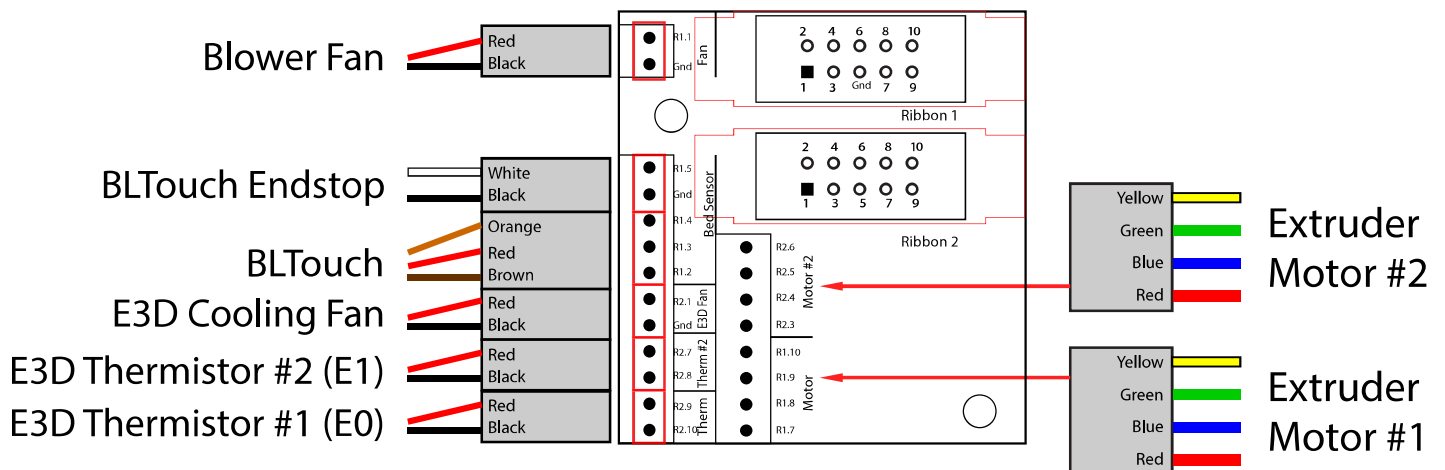 Blower Fan
Red
Black
R1.1
Gnd
Fan
2 4 6 8 10
1 3 Gnd 7 9
Ribbon 1
BLTouch Endstop
White
Black
R1.5
Gnd
BLTouch
Orange
Red
Brown
R1.4
R1.3
R1.2
Bed Sensor
2 4 6 8 10
1 3 5 7 9
Ribbon 2
E3D Cooling Fan
Red
Black
R2.1
Gnd
E3D Fan
E3D Thermistor #2 (E1)
Red
Black
R2.7
R2.8
Therm #2
E3D Thermistor #1 (E0)
Red
Black
R2.9
R2.10
Therm
R2.6
R2.5
R2.4
R2.3
Motor #2
R1.10
R1.9
R1.8
R1.7
Motor
Yellow
Green
Blue
Red
Extruder
Motor #2
Yellow
Green
Blue
Red
Extruder
Motor #1